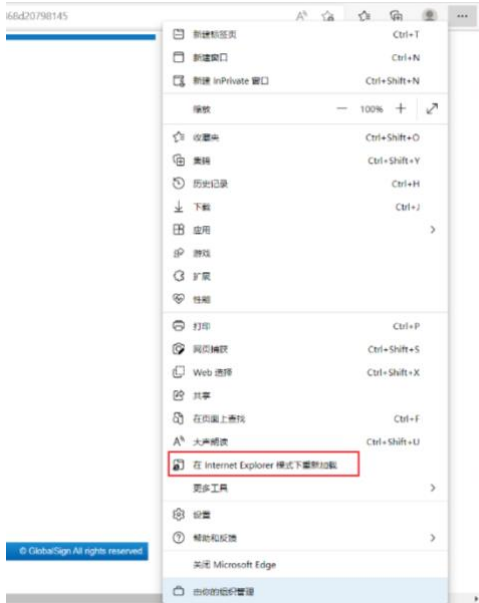 368d20798145
新建标签页 Ctrl+T
新建窗口 Ctrl+N
新建 InPrivate 窗口 Ctrl+Shift+N
缩放 — 100% +
收藏夹 Ctrl+Shift+O
集锦 Ctrl+Shift+Y
历史记录 Ctrl+H
下载 Ctrl+J
应用
游戏
扩展
性能
打印 Ctrl+P
网页捕获 Ctrl+Shift+S
Web 选择 Ctrl+Shift+X
共享
在页面上查找 Ctrl+F
大声朗读 Ctrl+Shift+U
在 Internet Explorer 模式下重新加载
更多工具
设置
帮助和反馈
© GlobalSign All rights reserved
关闭 Microsoft Edge
由你的组织管理